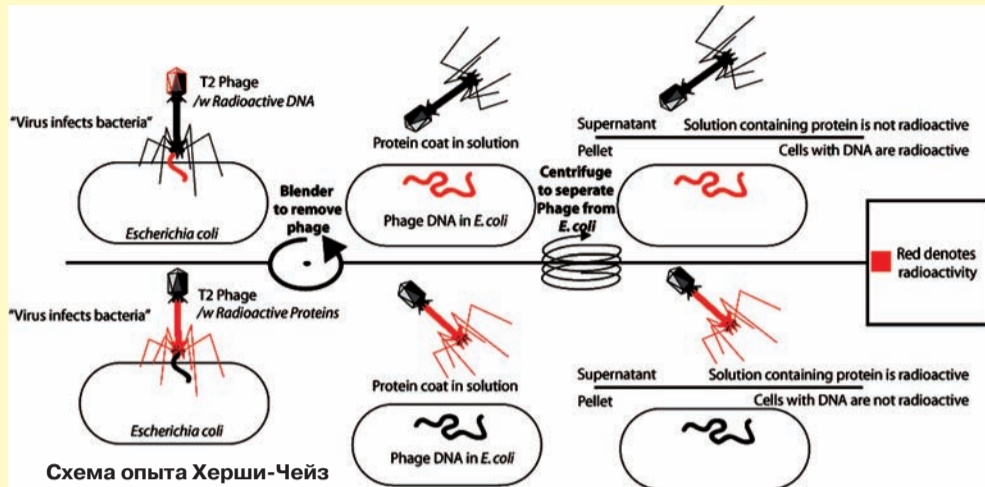 T2 Phage
/w Radioactive DNA
"Virus infects bacteria"
Escherichia coli
Blender
to remove
phage
Protein coat in solution
Phage DNA in E. coli
Centrifuge
to seperate
Phage from
E. coli
Supernatant Solution containing protein is not radioactive
Pellet Cells with DNA are radioactive
Red denotes
radioactivity
T2 Phage
/w Radioactive Proteins
"Virus infects bacteria"
Escherichia coli
Protein coat in solution
Phage DNA in E. coli
Supernatant Solution containing protein is radioactive
Pellet Cells with DNA are not radioactive
Схема опыта Херши-Чейз